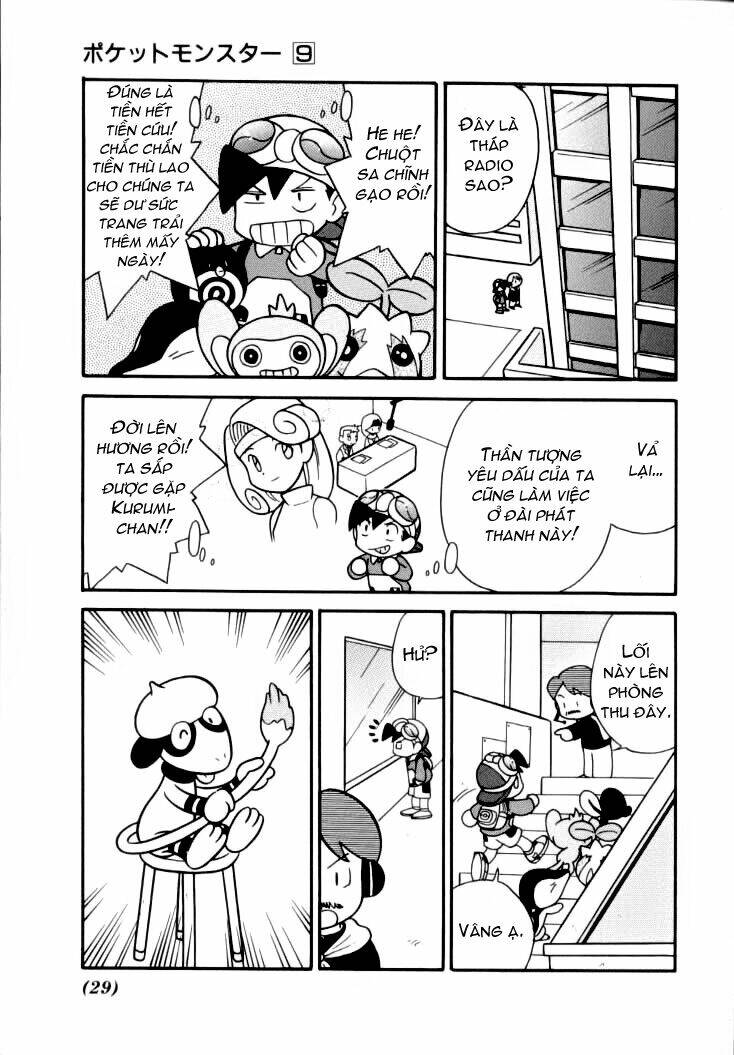 ポケットモンスター 9
ĐÂY LÀ
THÁP
RADIO
SAO?
HE HE!
CHUỘT
SA CHĨNH
GẠO RỒI!
ĐÚNG LÀ
TIỀN HẾT
TIỀN CỨU!
CHẮC CHẮN
TIỀN THÙ LAO
CHO CHÚNG TA
SẼ DƯ SỨC
TRANG TRẢI
THÊM MẤY
NGÀY!
VẢ
LẠI...
THẦN TƯỢNG
YÊU DẤU CỦA TA
CŨNG LÀM VIỆC
Ở ĐÀI PHÁT
THANH NÀY!
ĐỜI LÊN
HƯƠNG RỒI!
TA SẮP
ĐƯỢC GẶP
KURUMI-
CHAN!!
LỐI
NÀY LÊN
PHÒNG
THU ĐÂY.
VÂNG Ạ.
HỬ?
(29)